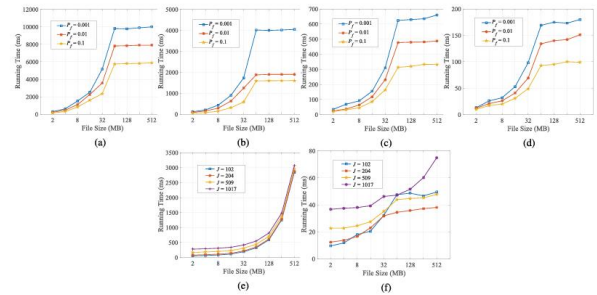 12000
10000
8000
6000
4000
2000
0
Running Time (ms)
P_f = 0.001
P_f = 0.01
P_f = 0.1
2 8 32 128 512
File Size (MB)
(a)
5000
4000
3000
2000
1000
0
Running Time (ms)
P_f = 0.001
P_f = 0.01
P_f = 0.1
2 8 32 128 512
File Size (MB)
(b)
700
600
500
400
300
200
100
0
Running Time (ms)
P_f = 0.001
P_f = 0.01
P_f = 0.1
2 8 32 128 512
File Size (MB)
(c)
200
150
100
50
0
Running Time (ms)
P_f = 0.001
P_f = 0.01
P_f = 0.1
2 8 32 128 512
File Size (MB)
(d)
3000
2500
2000
1500
1000
500
0
Running Time (ms)
J = 102
J = 204
J = 509
J = 1017
2 8 32 128 512
File Size (MB)
(e)
80
60
40
20
0
Running Time (ms)
J = 102
J = 204
J = 509
J = 1017
2 8 32 128 512
File Size (MB)
(f)